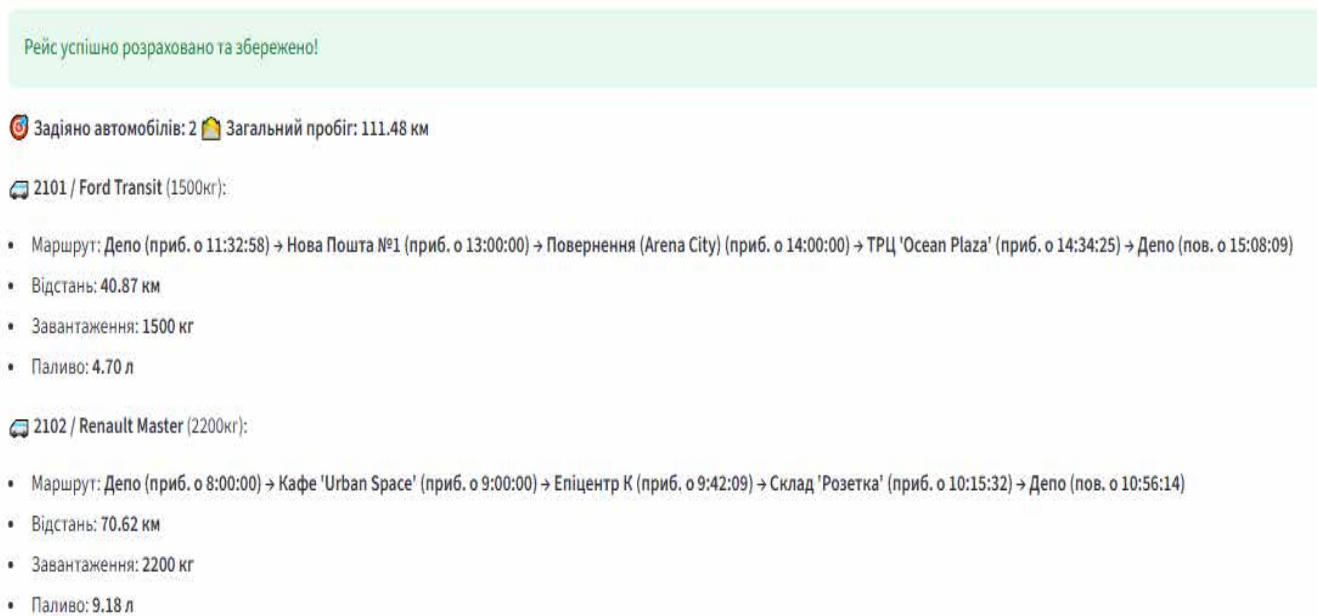 Рейс успішно розраховано та збережено!
🎯 Задіяно автомобілів: 2 Загальний пробіг: 111.48 км
🚐 2101 / Ford Transit (1500кг):
• Маршрут: Депо (приб. о 11:32:58) → Нова Пошта №1 (приб. о 13:00:00) → Повернення (Arena City) (приб. о 14:00:00) → ТРЦ 'Ocean Plaza' (приб. о 14:34:25) → Депо (пов. о 15:08:09)
• Відстань: 40.87 км
• Завантаження: 1500 кг
• Паливо: 4.70 л
🚐 2102 / Renault Master (2200кг):
• Маршрут: Депо (приб. о 8:00:00) → Кафе 'Urban Space' (приб. о 9:00:00) → Епіцентр К (приб. о 9:42:09) → Склад 'Розетка' (приб. о 10:15:32) → Депо (пов. о 10:56:14)
• Відстань: 70.62 км
• Завантаження: 2200 кг
• Паливо: 9.18 л